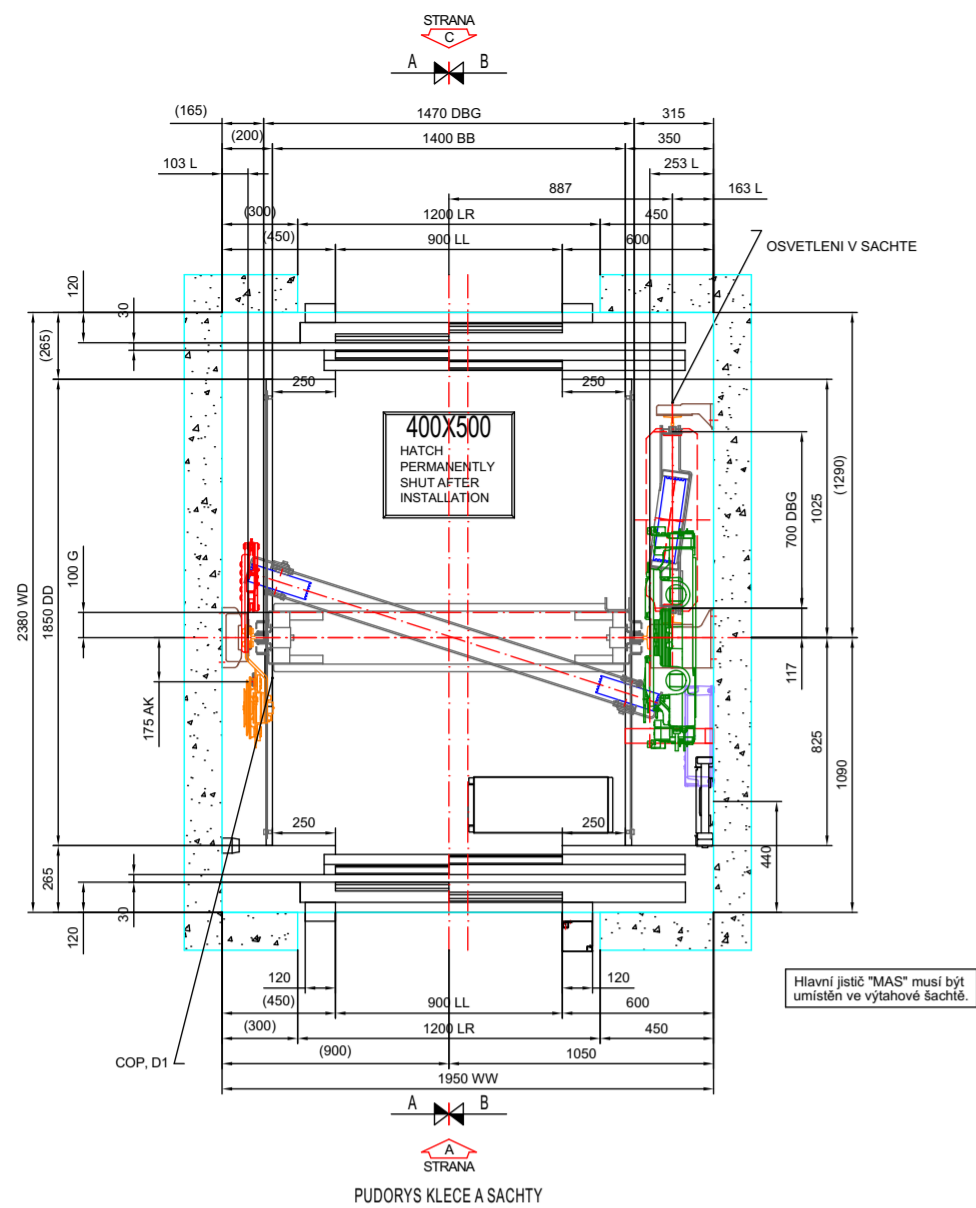 STRANA
C
A B
(165) 1470 DBG 315
(200) 1400 BB 350
103 L 253 L
887 163 L
(300) 1200 LR 450
(450) 900 LL 600
OSVETLENI V SACHTE
120
30
(265)
250 250
400X500
HATCH
PERMANENTLY
SHUT AFTER
INSTALLATION
(1290)
1025
700 DBG
100 G
2380 WD
1850 DD
175 AK
117
825
1090
250 250
440
265
30
120
120 120
(450) 900 LL 600
(300) 1200 LR 450
(900) 1050
1950 WW
COP, D1
Hlavní jistič "MAS" musí být
umístěn ve výtahové šachtě.
A B
A
STRANA
PUDORYS KLECE A SACHTY